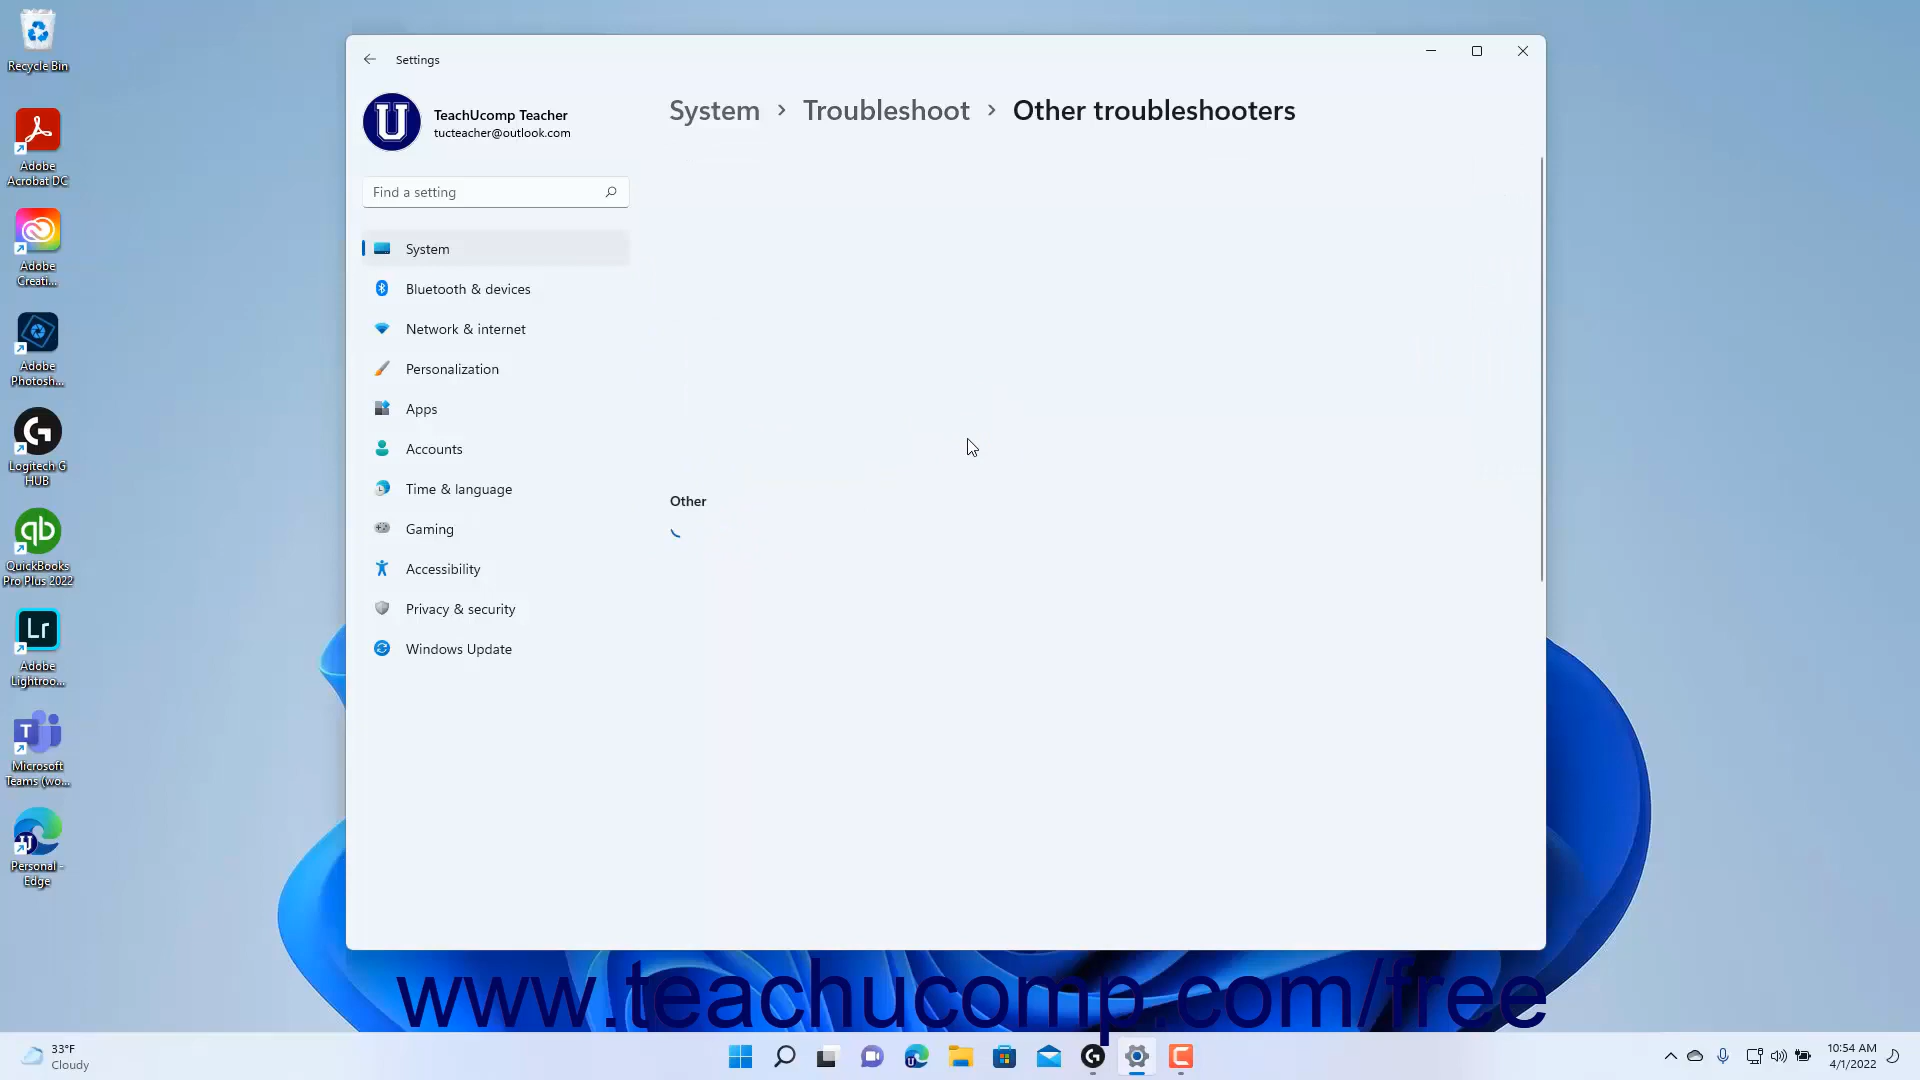 Recycle Bin
Adobe
Acrobat DC
Adobe
Creati...
Adobe
Photosh...
Logitech G
HUB
QuickBooks
Pro Plus 2022
Lr
Adobe
Lightroo...
T
Microsoft
Teams (wo...
Personal -
Edge
Settings
TeachUcomp Teacher
tucteacher@outlook.com
Find a setting
System
Bluetooth & devices
Network & internet
Personalization
Apps
Accounts
Time & language
Gaming
Accessibility
Privacy & security
Windows Update
System > Troubleshoot > Other troubleshooters
Other
www.teachucomp.com/free
33°F
Cloudy
10:54 AM
4/1/2022